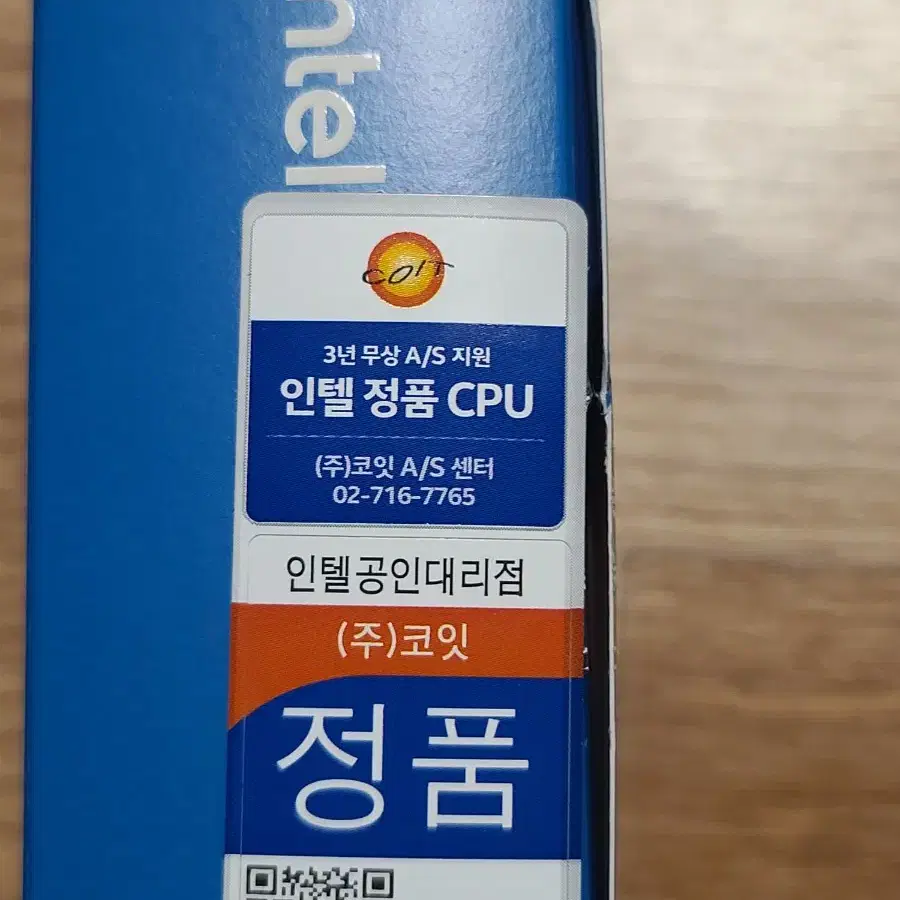 ntel
COIT
3년 무상 A/S 지원
인텔 정품 CPU
(주)코잇 A/S 센터
02-716-7765
인텔공인대리점
(주)코잇
정품